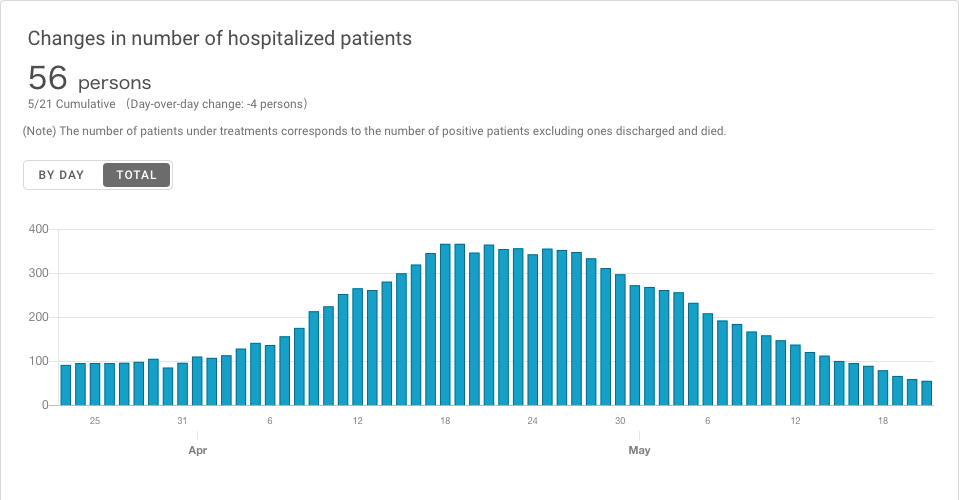 Changes in number of hospitalized patients
56 persons
5/21 Cumulative （Day-over-day change: -4 persons）
(Note) The number of patients under treatments corresponds to the number of positive patients excluding ones discharged and died.
BY DAY TOTAL
400
300
200
100
0
25 31 6 12 18 24 30 6 12 18
Apr May